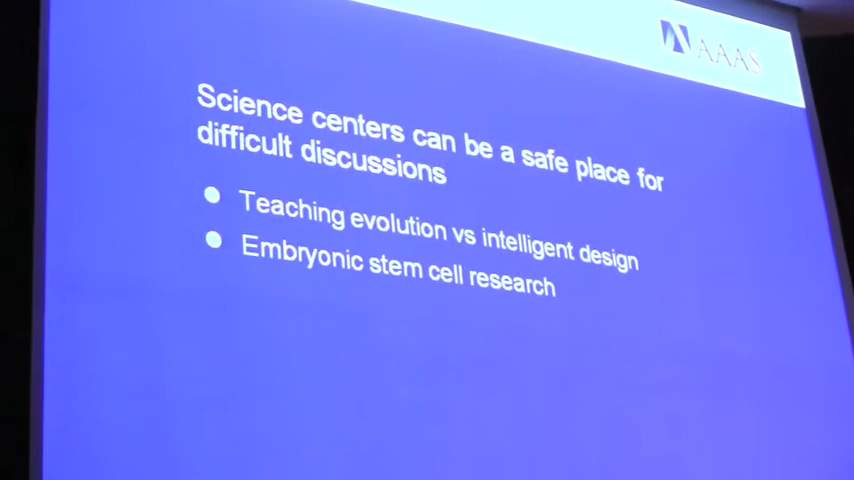 AAAS
Science centers can be a safe place for
difficult discussions
Teaching evolution vs intelligent design
Embryonic stem cell research